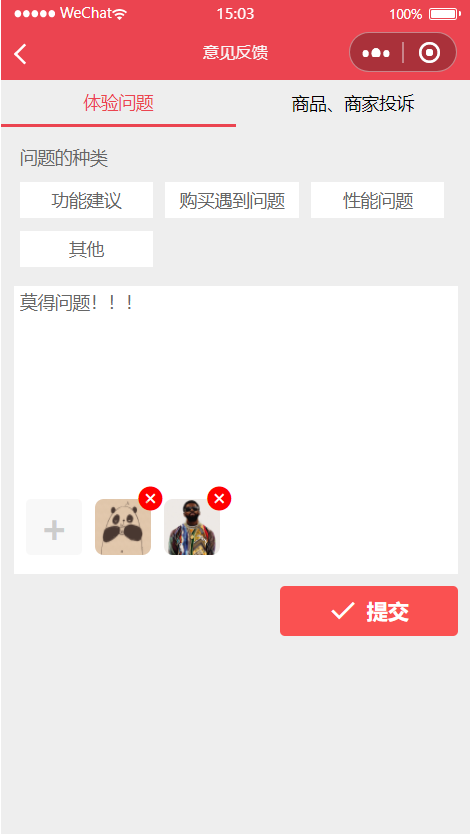 WeChat 15:03 100%
意见反馈
体验问题 商品、商家投诉
问题的种类
功能建议 购买遇到问题 性能问题
其他
莫得问题！！！
提交